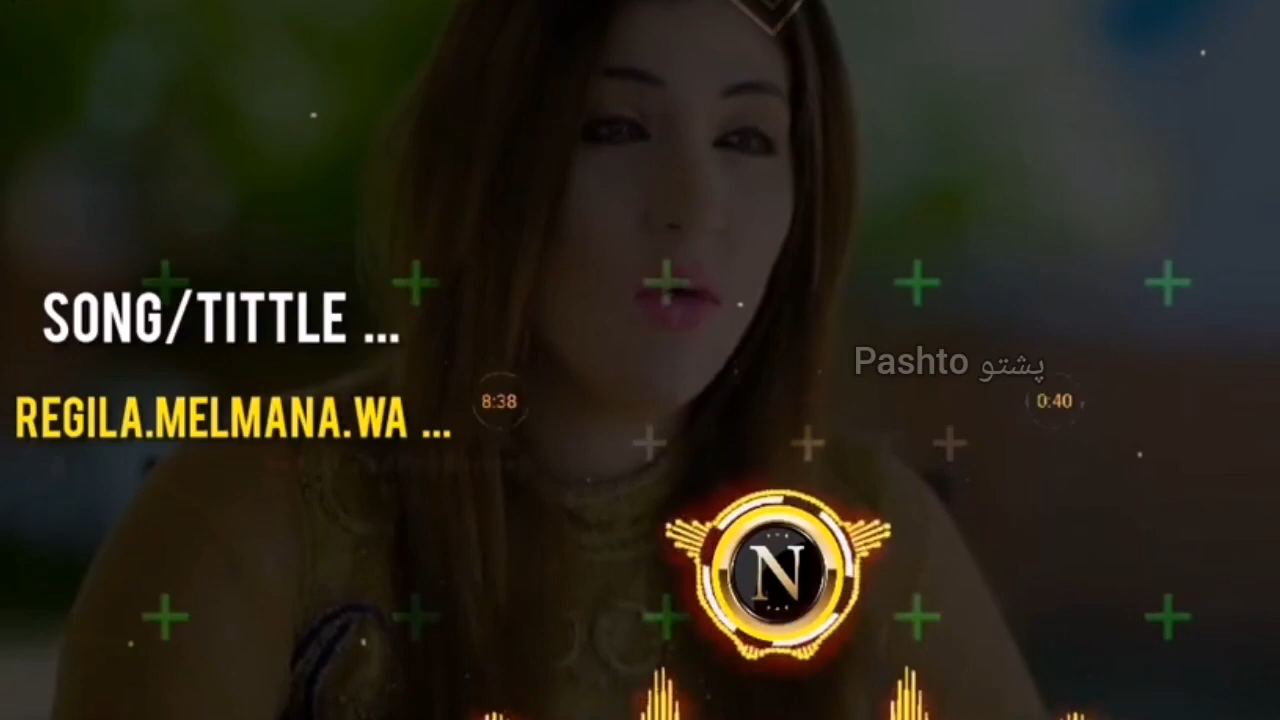 SONG/TITTLE ...
Pashto پشتو
REGILA.MELMANA.WA ...
8:38
0:40
N